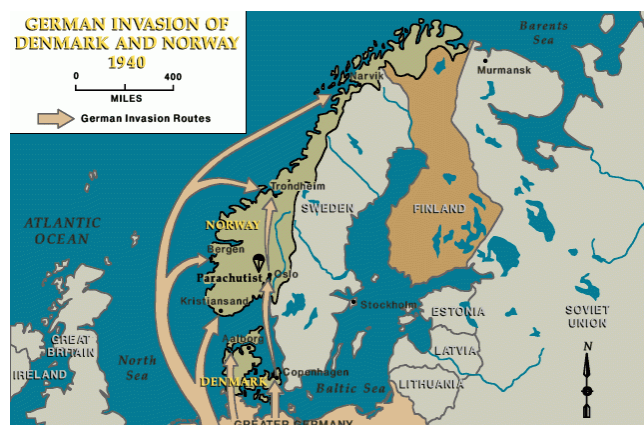 GERMAN INVASION OF
DENMARK AND NORWAY
1940
0 200 400
MILES
German Invasion Routes
Barents
Sea
Murmansk
Narvik
ATLANTIC
OCEAN
Trondheim
NORWAY
SWEDEN
FINLAND
Bergen
Parachutist
Oslo
Kristiansand
Stockholm
ESTONIA
SOVIET
UNION
GREAT
BRITAIN
IRELAND
North
Sea
Aalborg
LATVIA
N
DENMARK
Copenhagen
Baltic Sea
LITHUANIA
GREATER GERMANY